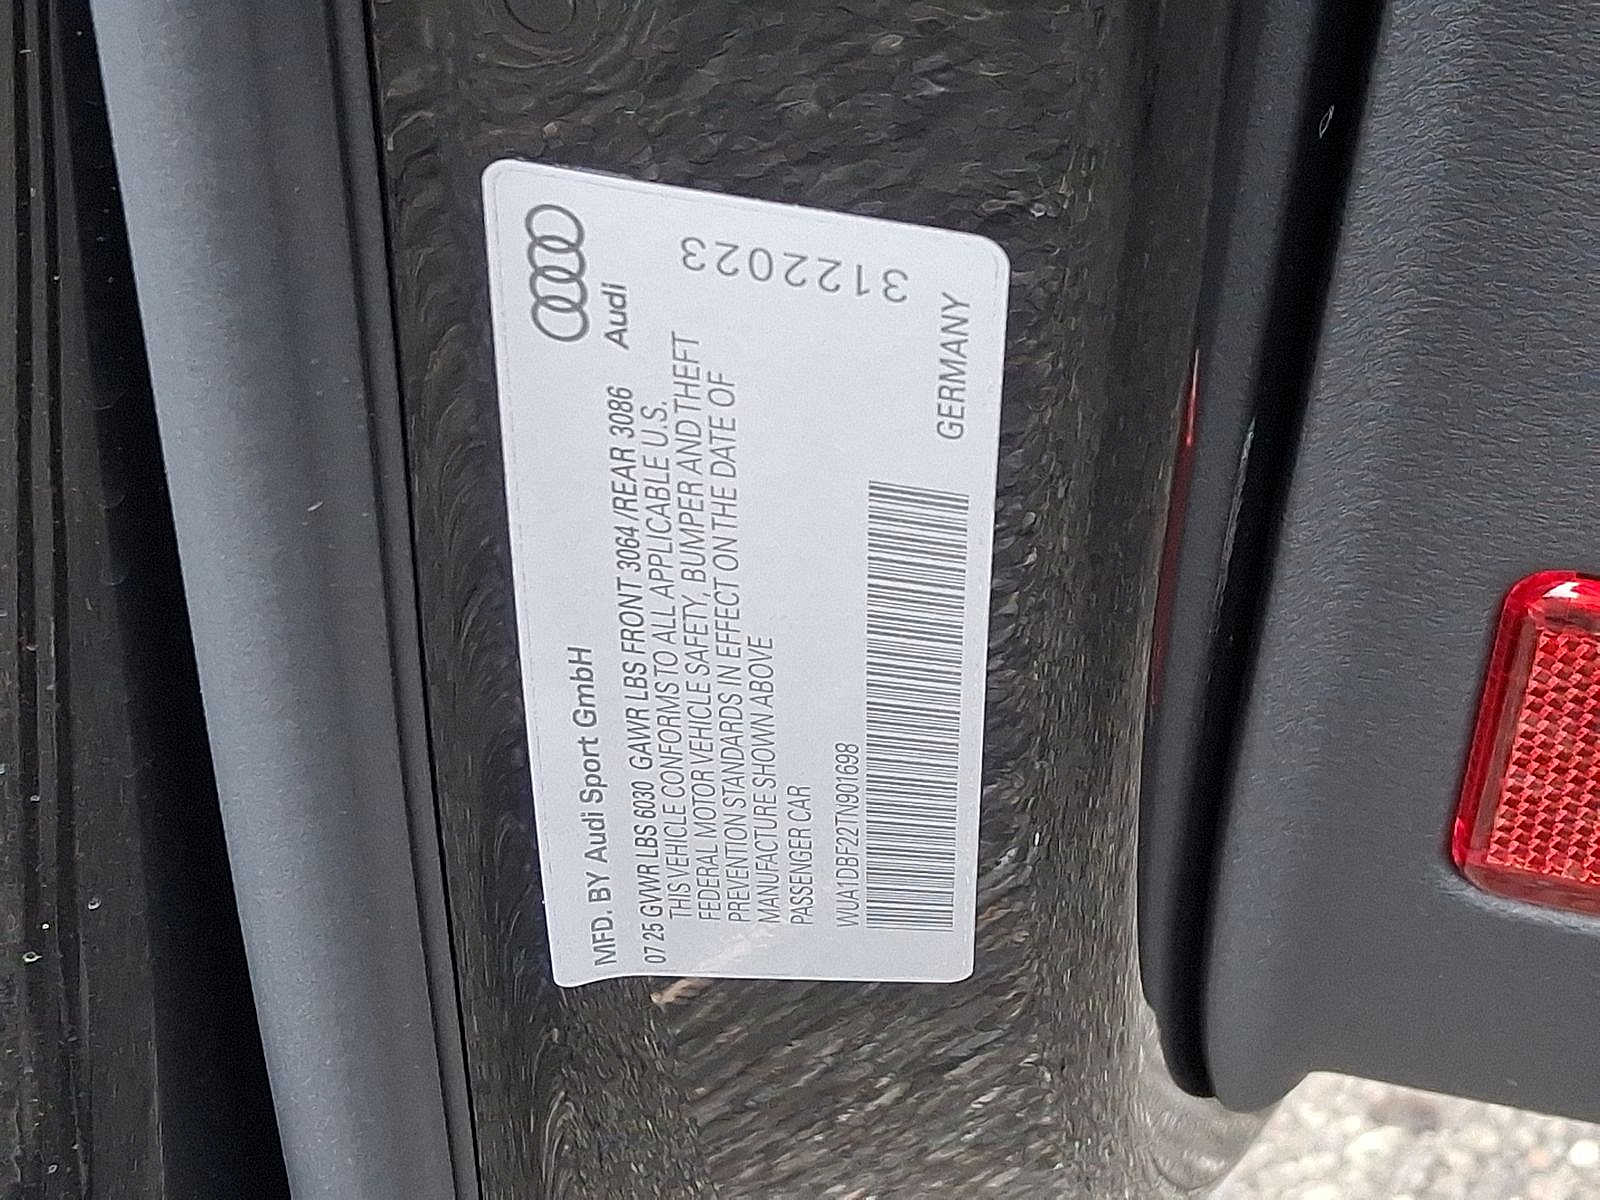 Audi
MFD. BY Audi Sport GmbH
07 25 GVWR LBS 6030 GAWR LBS FRONT 3064 /REAR 3086
THIS VEHICLE CONFORMS TO ALL APPLICABLE U.S.
FEDERAL MOTOR VEHICLE SAFETY, BUMPER AND THEFT
PREVENTION STANDARDS IN EFFECT ON THE DATE OF
MANUFACTURE SHOWN ABOVE
PASSENGER CAR
3122023
WUA1DBF22TN901698
GERMANY